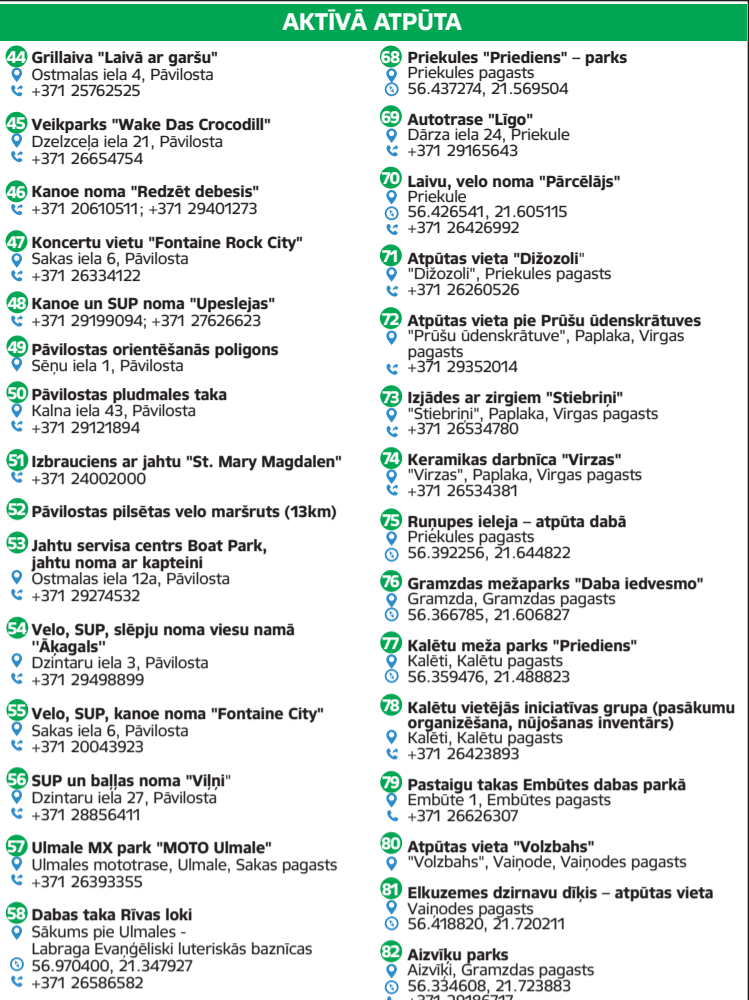 AKTĪVĀ ATPŪTA
44 Grillaiva "Laivā ar garšu"
Ostmalas iela 4, Pāvilosta
+371 25762525
45 Veikparks "Wake Das Crocodill"
Dzelzceļa iela 21, Pāvilosta
+371 26654754
46 Kanoe noma "Redzēt debesis"
+371 20610511; +371 29401273
47 Koncertu vietu "Fontaine Rock City"
Sakas iela 6, Pāvilosta
+371 26334122
48 Kanoe un SUP noma "Upeslejas"
+371 29199094; +371 27626623
49 Pāvilostas orientēšanās poligons
Sēņu iela 1, Pāvilosta
50 Pāvilostas pludmales taka
Kalna iela 43, Pāvilosta
+371 29121894
51 Izbrauciens ar jahtu "St. Mary Magdalen"
+371 24002000
52 Pāvilostas pilsētas velo maršruts (13km)
53 Jahtu servisa centrs Boat Park,
jahtu noma ar kapteini
Ostmalas iela 12a, Pāvilosta
+371 29274532
54 Velo, SUP, slēpju noma viesu namā
"Āķagals"
Dzintaru iela 3, Pāvilosta
+371 29498899
55 Velo, SUP, kanoe noma "Fontaine City"
Sakas iela 6, Pāvilosta
+371 20043923
56 SUP un baļļas noma "Viļņi"
Dzintaru iela 27, Pāvilosta
+371 28856411
57 Ulmale MX park "MOTO Ulmale"
Ulmales mototrase, Ulmale, Sakas pagasts
+371 26393355
58 Dabas taka Rīvas loki
Sākums pie Ulmales -
Labraga Evaņģēliski luteriskās baznīcas
56.970400, 21.347927
+371 26586582
68 Priekules "Priediens" – parks
Priekules pagasts
56.437274, 21.569504
69 Autotrase "Līgo"
Dārza iela 24, Priekule
+371 29165643
70 Laivu, velo noma "Pārcēlājs"
Priekule
56.426541, 21.605115
+371 26426992
71 Atpūtas vieta "Dižozoli"
"Dižozoli", Priekules pagasts
+371 26260526
72 Atpūtas vieta pie Prūšu ūdenskrātuves
"Prūšu ūdenskrātuve", Paplaka, Virgas
pagasts
+371 29352014
73 Izjādes ar zirgiem "Stiebriņi"
"Stiebriņi", Paplaka, Virgas pagasts
+371 26534780
74 Keramikas darbnīca "Virzas"
"Virzas", Paplaka, Virgas pagasts
+371 26534381
75 Ruņupes ieleja – atpūta dabā
Priekules pagasts
56.392256, 21.644822
76 Gramzdas mežaparks "Daba iedvesmo"
Gramzda, Gramzdas pagasts
56.366785, 21.606827
77 Kalētu meža parks "Priediens"
Kalēti, Kalētu pagasts
56.359476, 21.488823
78 Kalētu vietējās iniciatīvas grupa (pasākumu
organizēšana, nūjošanas inventārs)
Kalēti, Kalētu pagasts
+371 26423893
79 Pastaigu takas Embūtes dabas parkā
Embūte 1, Embūtes pagasts
+371 26626307
80 Atpūtas vieta "Volzbahs"
"Volzbahs", Vaiņode, Vaiņodes pagasts
81 Elkuzemes dzirnavu dīķis – atpūtas vieta
Vaiņodes pagasts
56.418820, 21.720211
82 Aizvīķu parks
Aizvīķi, Gramzdas pagasts
56.334608, 21.723883
+371 29186717